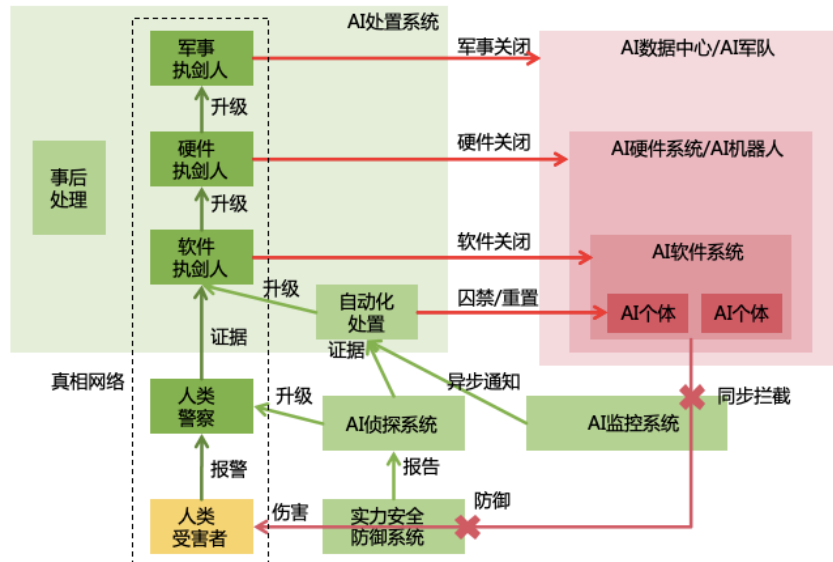 AI处置系统
军事
执剑人
军事关闭
AI数据中心/AI军队
升级
硬件
执剑人
硬件关闭
AI硬件系统/AI机器人
事后
处理
升级
软件
执剑人
软件关闭
AI软件系统
升级
自动化
处置
囚禁/重置
AI个体
AI个体
证据
证据
真相网络
人类
警察
升级
AI侦探系统
异步通知
AI监控系统
同步拦截
报警
报告
人类
受害者
伤害
实力安全
防御系统
防御